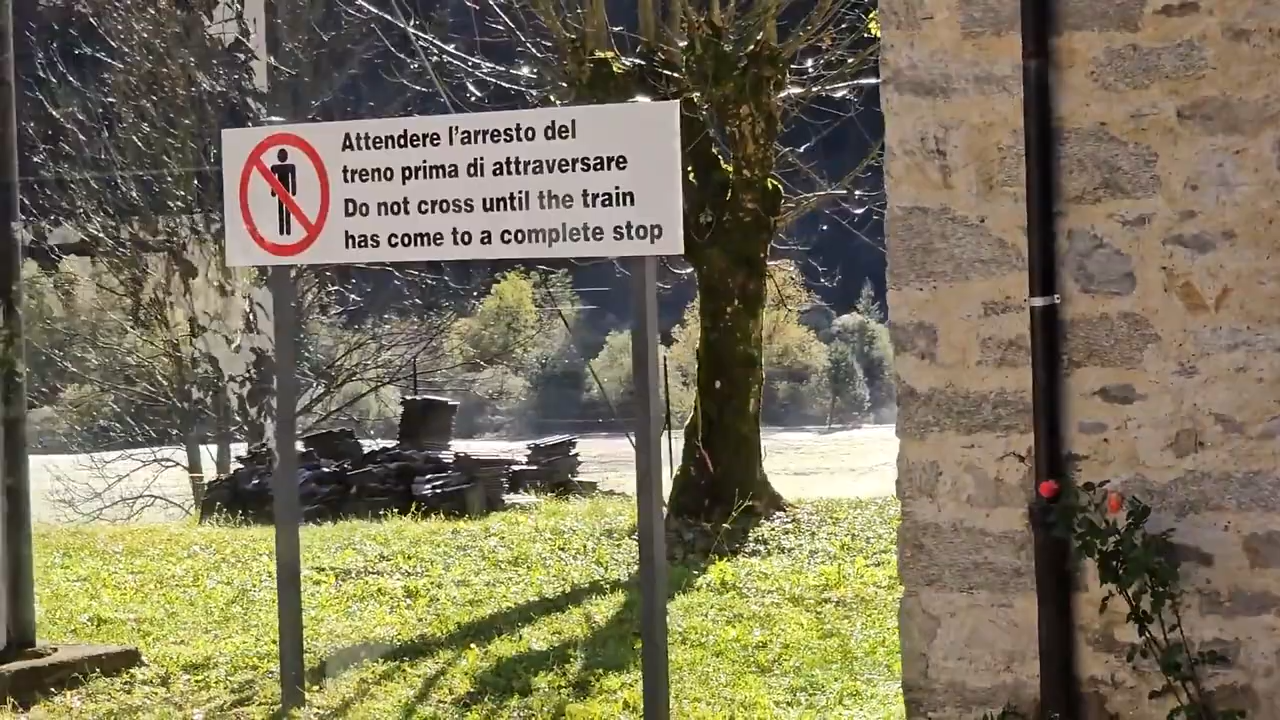 Attendere l'arresto del
treno prima di attraversare
Do not cross until the train
has come to a complete stop